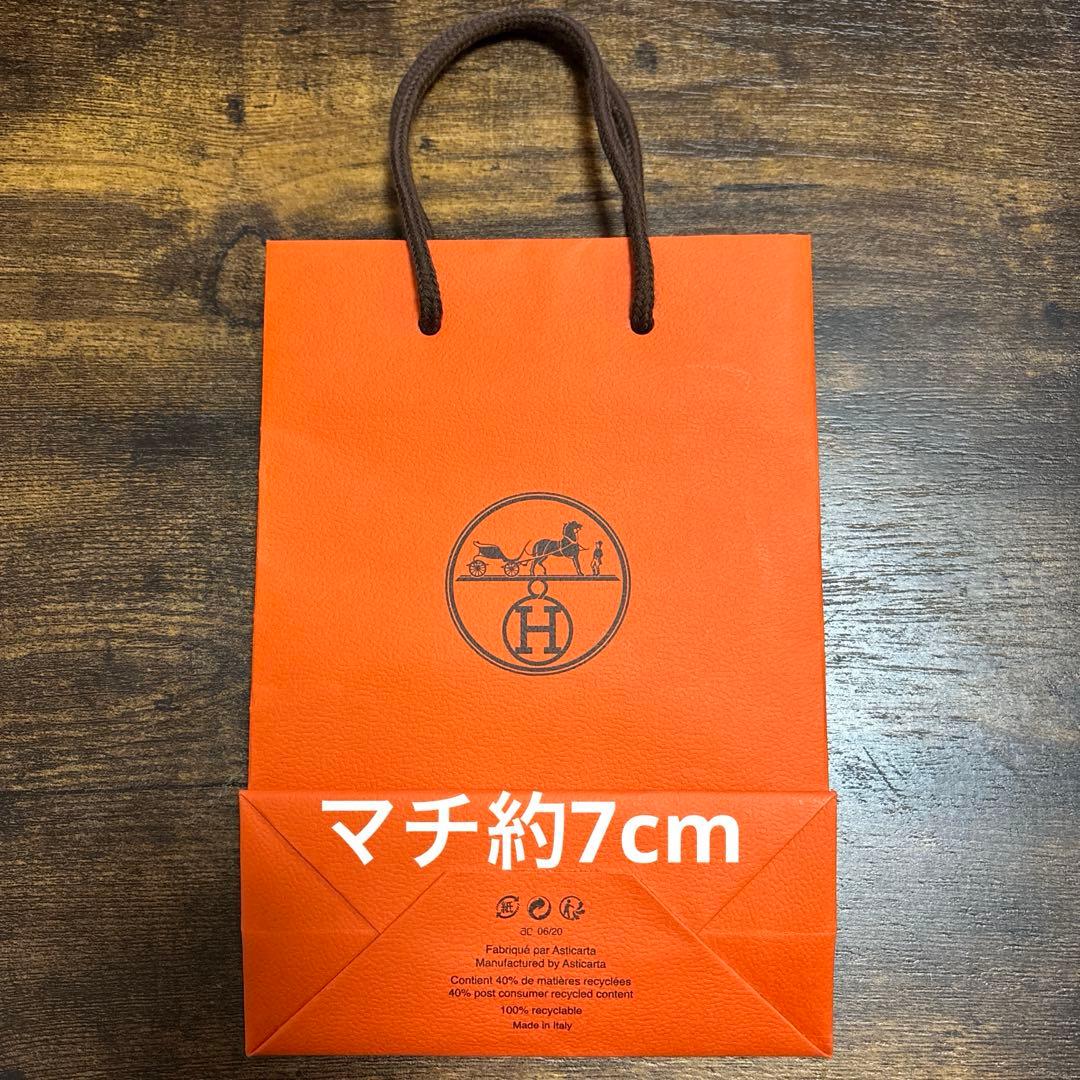 H
マチ約7cm
紙
ac 06/20
Fabriqué par Asticarta
Manufactured by Asticarta
Contient 40% de matières recyclées
40% post consumer recycled content
100% recyclable
Made in Italy